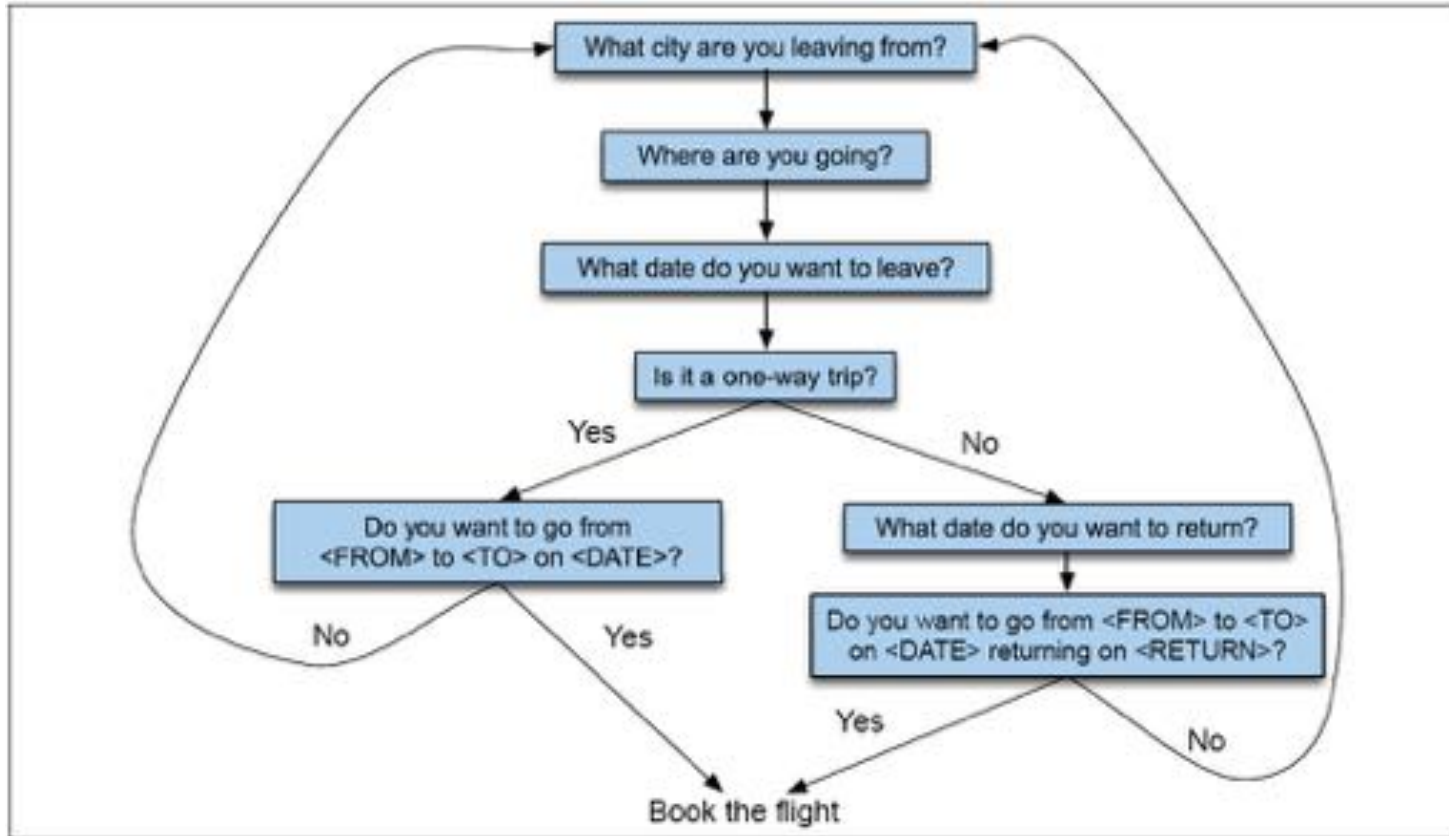 What city are you leaving from?
Where are you going?
What date do you want to leave?
Is it a one-way trip?
Yes
No
Do you want to go from
<FROM> to <TO> on <DATE>?
What date do you want to return?
No
Yes
Do you want to go from <FROM> to <TO>
on <DATE> returning on <RETURN>?
Yes
No
Book the flight